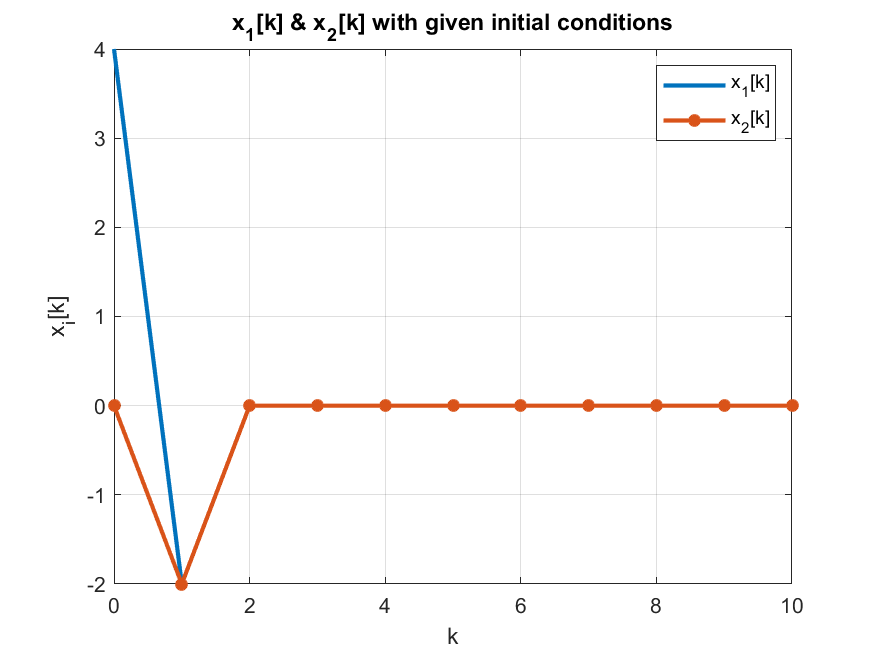 x₁[k] & x₂[k] with given initial conditions
x₁[k]
x₂[k]
4
3
2
1
0
-1
-2
xᵢ[k]
0 2 4 6 8 10
k